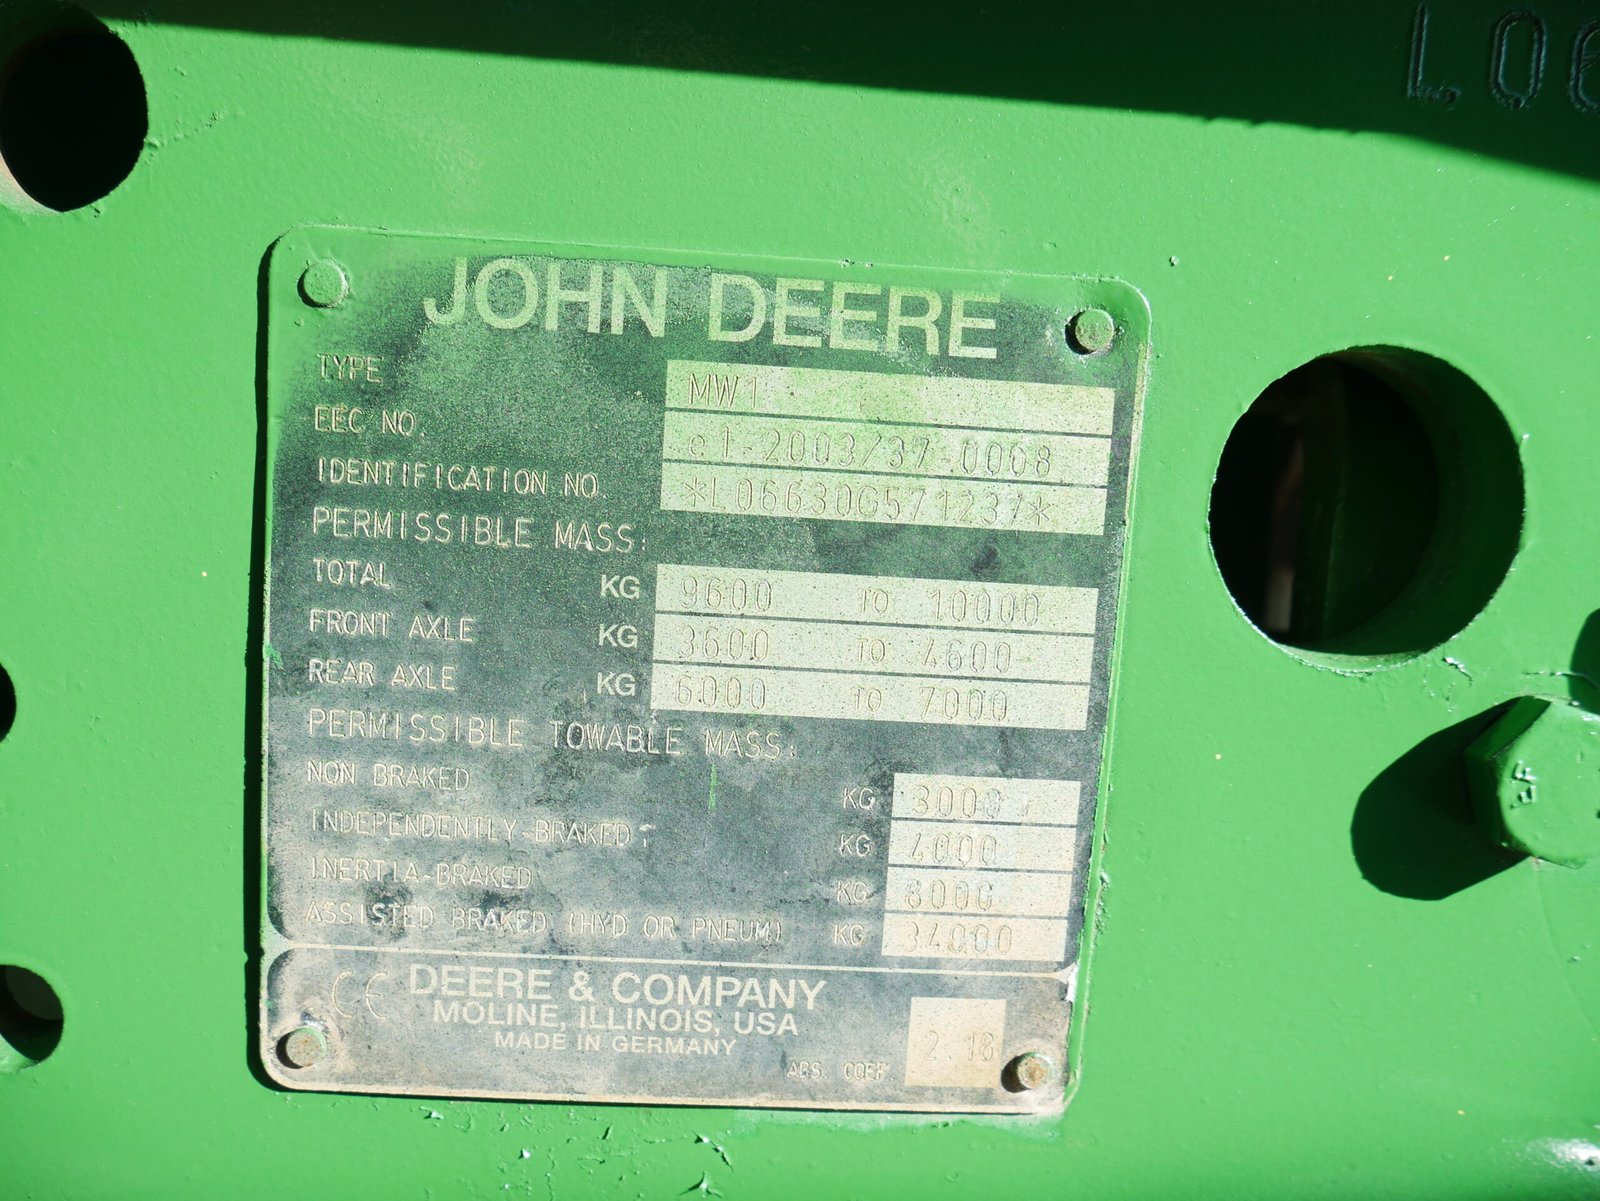 L06
JOHN DEERE
TYPE MW1
EEC NO. e1-2003/37-0068
IDENTIFICATION NO. *L06630G571237*
PERMISSIBLE MASS:
TOTAL KG 9600 TO 10000
FRONT AXLE KG 3600 TO 4600
REAR AXLE KG 6000 TO 7000
PERMISSIBLE TOWABLE MASS:
NON BRAKED KG 3000
INDEPENDENTLY-BRAKED: KG 4000
INERTIA-BRAKED KG 8000
ASSISTED BRAKED (HYD OR PNEUM) KG 34000
CE DEERE & COMPANY
MOLINE, ILLINOIS, USA
MADE IN GERMANY
ABS. COEF. 2.18